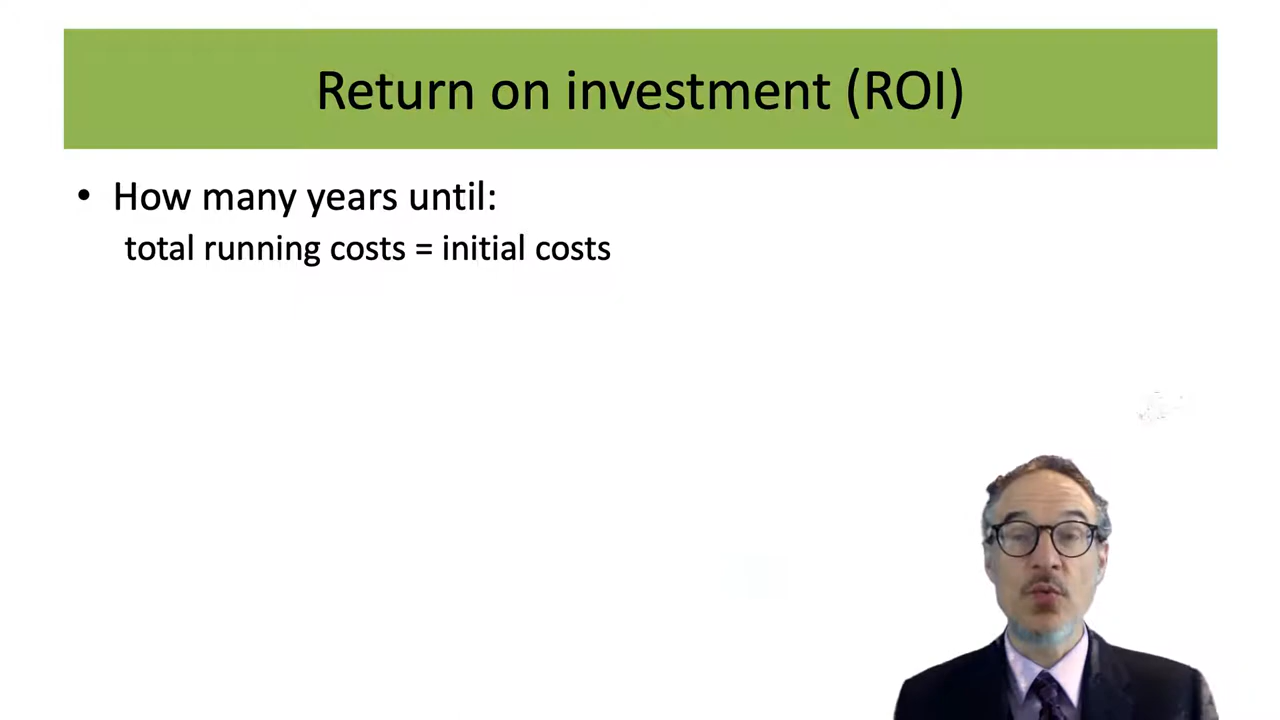 Return on investment (ROI)
• How many years until:
total running costs = initial costs